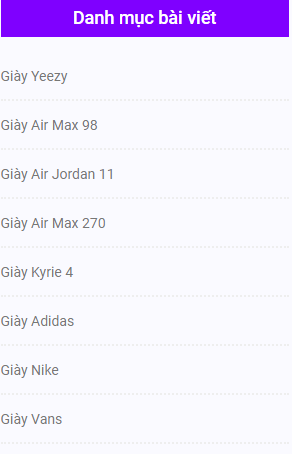 Danh mục bài viết
Giày Yeezy
Giày Air Max 98
Giày Air Jordan 11
Giày Air Max 270
Giày Kyrie 4
Giày Adidas
Giày Nike
Giày Vans